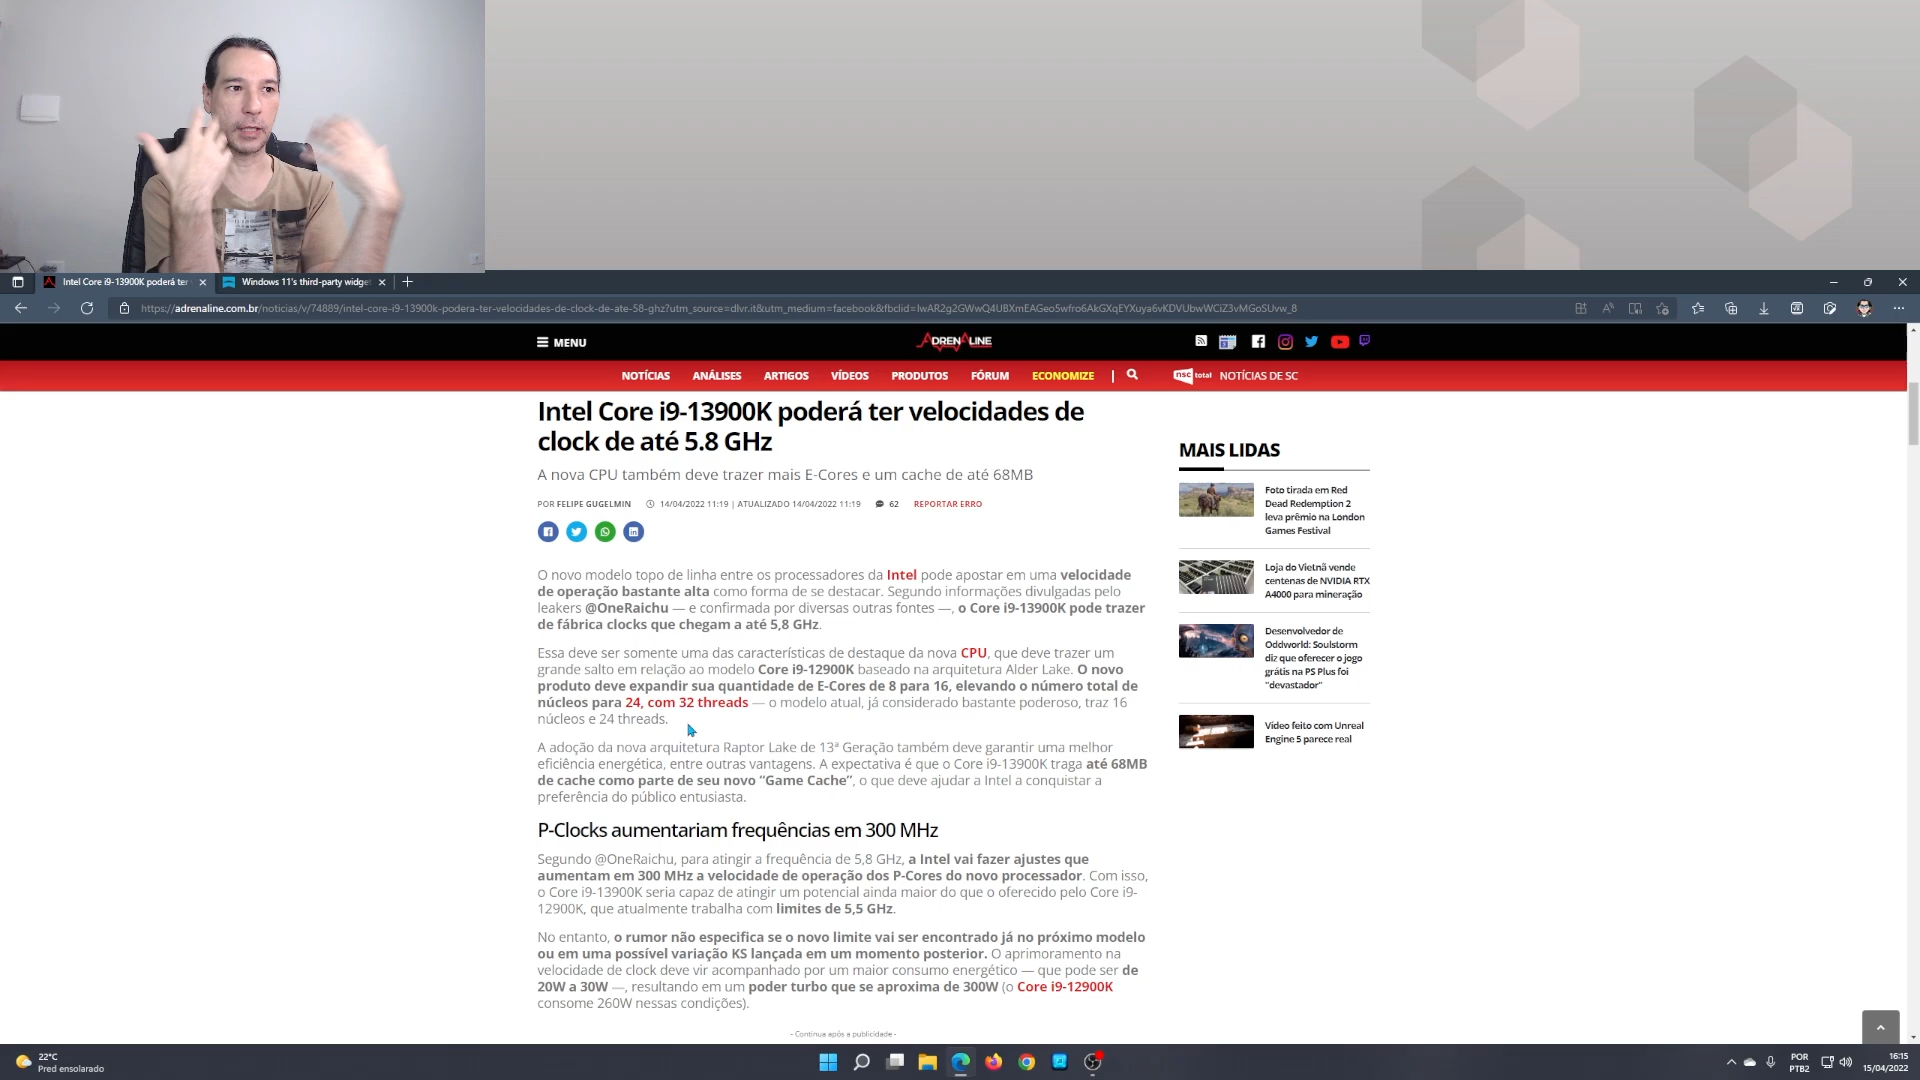 Intel Core i9-13900K poderá ter
Windows 11's third-party widge
https://adrenaline.com.br/noticias/v/74889/intel-core-i9-13900k-podera-ter-velocidades-de-clock-de-ate-58-ghz?utm_source=dlvr.it&utm_medium=facebook&fbclid=IwAR2g2GWwQ4UBXmEAGeo5wfro6AkGXqEYXuya6vKDVUbwWCiZ3vMGoSUvw_8
MENU
ADRENALINE
NOTÍCIAS ANÁLISES ARTIGOS VÍDEOS PRODUTOS FÓRUM ECONOMIZE | nsc total NOTÍCIAS DE SC
Intel Core i9-13900K poderá ter velocidades de
clock de até 5.8 GHz
A nova CPU também deve trazer mais E-Cores e um cache de até 68MB
POR FELIPE GUGELMIN 14/04/2022 11:19 | ATUALIZADO 14/04/2022 11:19 62 REPORTAR ERRO
O novo modelo topo de linha entre os processadores da Intel pode apostar em uma velocidade
de operação bastante alta como forma de se destacar. Segundo informações divulgadas pelo
leakers @OneRaichu — e confirmada por diversas outras fontes —, o Core i9-13900K pode trazer
de fábrica clocks que chegam a até 5,8 GHz.
Essa deve ser somente uma das características de destaque da nova CPU, que deve trazer um
grande salto em relação ao modelo Core i9-12900K baseado na arquitetura Alder Lake. O novo
produto deve expandir sua quantidade de E-Cores de 8 para 16, elevando o número total de
núcleos para 24, com 32 threads — o modelo atual, já considerado bastante poderoso, traz 16
núcleos e 24 threads.
A adoção da nova arquitetura Raptor Lake de 13ª Geração também deve garantir uma melhor
eficiência energética, entre outras vantagens. A expectativa é que o Core i9-13900K traga até 68MB
de cache como parte de seu novo “Game Cache”, o que deve ajudar a Intel a conquistar a
preferência do público entusiasta.
P-Clocks aumentariam frequências em 300 MHz
Segundo @OneRaichu, para atingir a frequência de 5,8 GHz, a Intel vai fazer ajustes que
aumentam em 300 MHz a velocidade de operação dos P-Cores do novo processador. Com isso,
o Core i9-13900K seria capaz de atingir um potencial ainda maior do que o oferecido pelo Core i9-
12900K, que atualmente trabalha com limites de 5,5 GHz.
No entanto, o rumor não especifica se o novo limite vai ser encontrado já no próximo modelo
ou em uma possível variação KS lançada em um momento posterior. O aprimoramento na
velocidade de clock deve vir acompanhado por um maior consumo energético — que pode ser de
20W a 30W —, resultando em um poder turbo que se aproxima de 300W (o Core i9-12900K
consome 260W nessas condições).
- Continua após a publicidade -
MAIS LIDAS
Foto tirada em Red
Dead Redemption 2
leva prêmio na London
Games Festival
Loja do Vietnã vende
centenas de NVIDIA RTX
A4000 para mineração
Desenvolvedor de
Oddworld: Soulstorm
diz que oferecer o jogo
grátis na PS Plus foi
"devastador"
Vídeo feito com Unreal
Engine 5 parece real
22°C
Pred ensolarado
POR
PTB2
16:15
15/04/2022